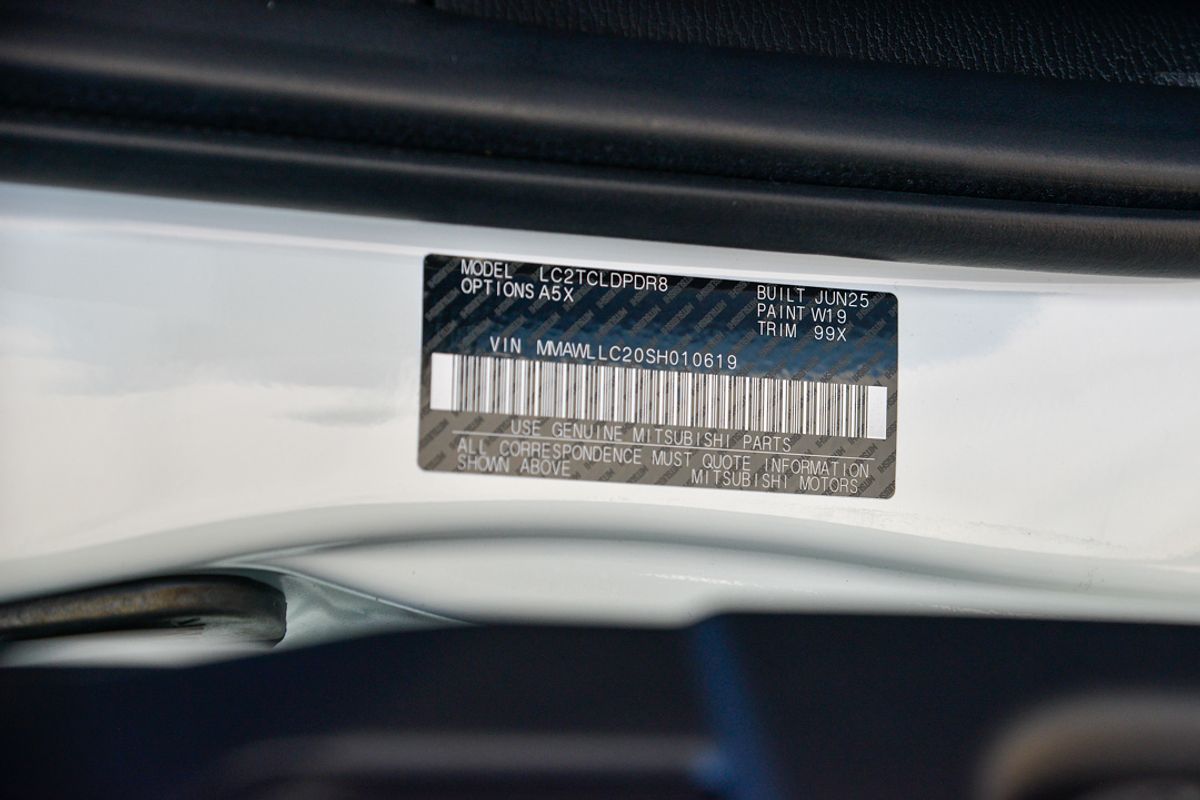 MODEL LC2TCLDPDR8
OPTIONS A5X
BUILT JUN25
PAINT W19
TRIM 99X
VIN MMAWLLC20SH010619
USE GENUINE MITSUBISHI PARTS
ALL CORRESPONDENCE MUST QUOTE INFORMATION
SHOWN ABOVE MITSUBISHI MOTORS